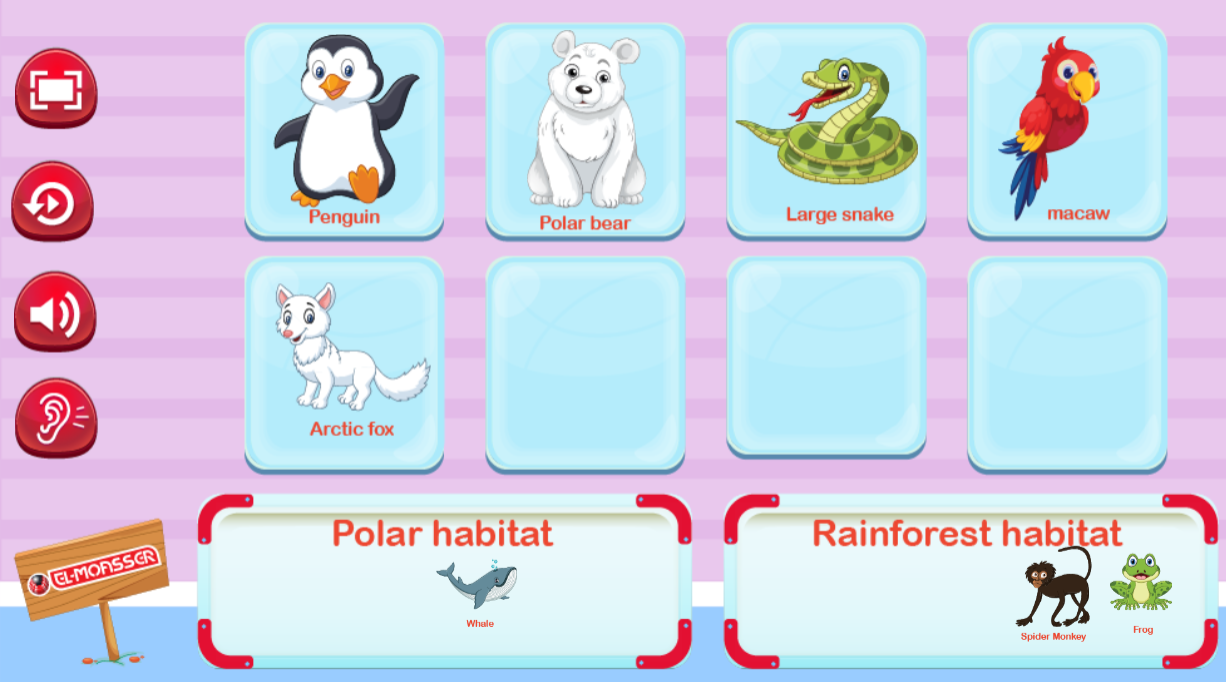 Penguin
Polar bear
Large snake
macaw
Arctic fox
EL-MOASSER
Polar habitat
Whale
Rainforest habitat
Spider Monkey
Frog